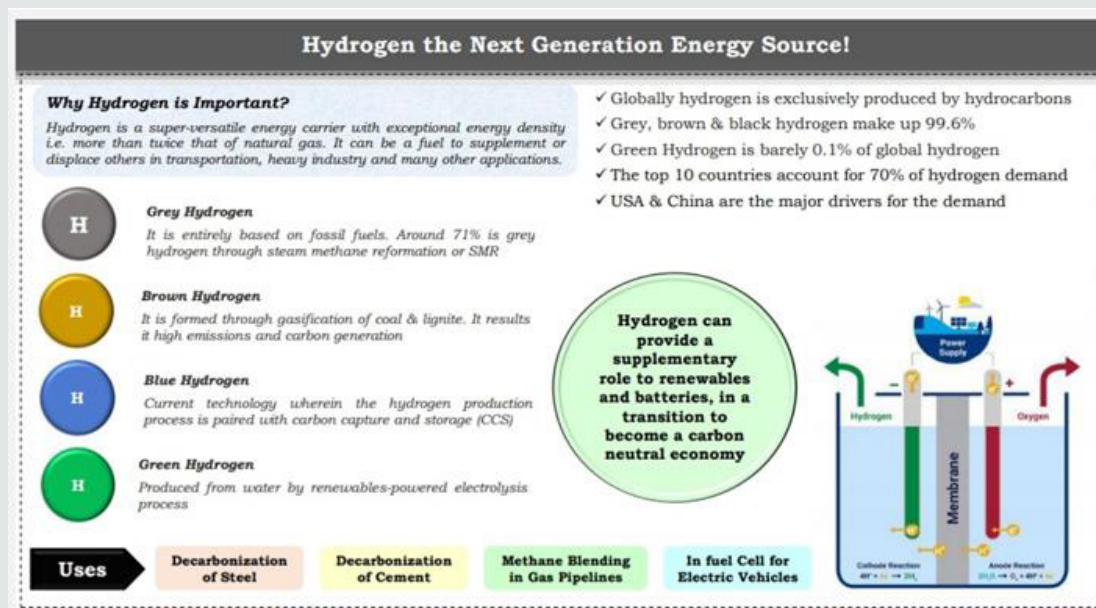 Hydrogen the Next Generation Energy Source!
Why Hydrogen is Important?
Hydrogen is a super-versatile energy carrier with exceptional energy density
i.e. more than twice that of natural gas. It can be a fuel to supplement or
displace others in transportation, heavy industry and many other applications.
✓ Globally hydrogen is exclusively produced by hydrocarbons
✓ Grey, brown & black hydrogen make up 99.6%
✓ Green Hydrogen is barely 0.1% of global hydrogen
✓ The top 10 countries account for 70% of hydrogen demand
✓ USA & China are the major drivers for the demand
H
Grey Hydrogen
It is entirely based on fossil fuels. Around 71% is grey
hydrogen through steam methane reformation or SMR
H
Brown Hydrogen
It is formed through gasification of coal & lignite. It results
it high emissions and carbon generation
H
Blue Hydrogen
Current technology wherein the hydrogen production
process is paired with carbon capture and storage (CCS)
H
Green Hydrogen
Produced from water by renewables-powered electrolysis
process
Hydrogen can
provide a
supplementary
role to renewables
and batteries, in a
transition to
become a carbon
neutral economy
Power
Supply
−
+
Hydrogen
Oxygen
Membrane
Cathode Reaction
Anode Reaction
Uses
Decarbonization
of Steel
Decarbonization
of Cement
Methane Blending
in Gas Pipelines
In fuel Cell for
Electric Vehicles